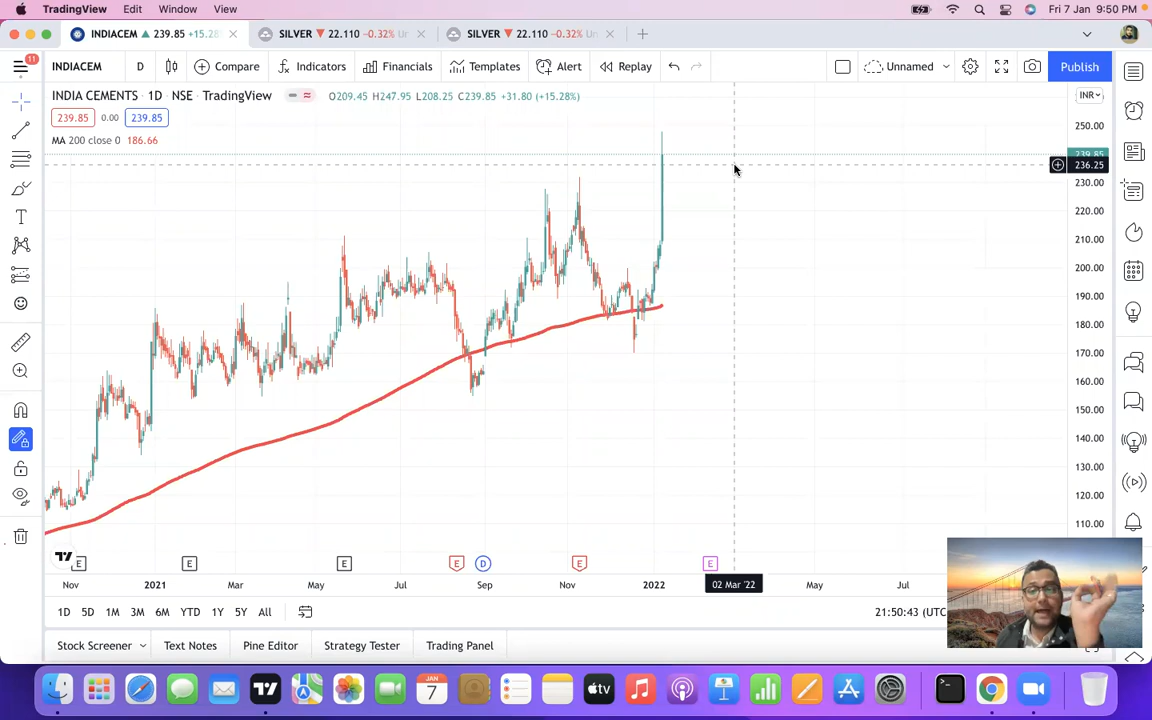 TradingView Edit Window View Fri 7 Jan 9:50 PM
INDIACEM 239.85 +15.28% SILVER 22.110 −0.32% SILVER 22.110 −0.32%
11
INDIACEM D Compare Indicators Financials Templates Alert Replay Unnamed Publish
INDIA CEMENTS · 1D · NSE · TradingView O209.45 H247.95 L208.25 C239.85 +31.80 (+15.28%) INR
239.85 0.00 239.85
MA 200 close 0 186.66
250.00
239.85
236.25
230.00
220.00
210.00
200.00
190.00
180.00
170.00
160.00
150.00
140.00
130.00
120.00
110.00
E E E E D E E
Nov 2021 Mar May Jul Sep Nov 2022 02 Mar '22 May Jul
1D 5D 1M 3M 6M YTD 1Y 5Y All 21:50:43 (UTC
Stock Screener Text Notes Pine Editor Strategy Tester Trading Panel
JAN
7
tv